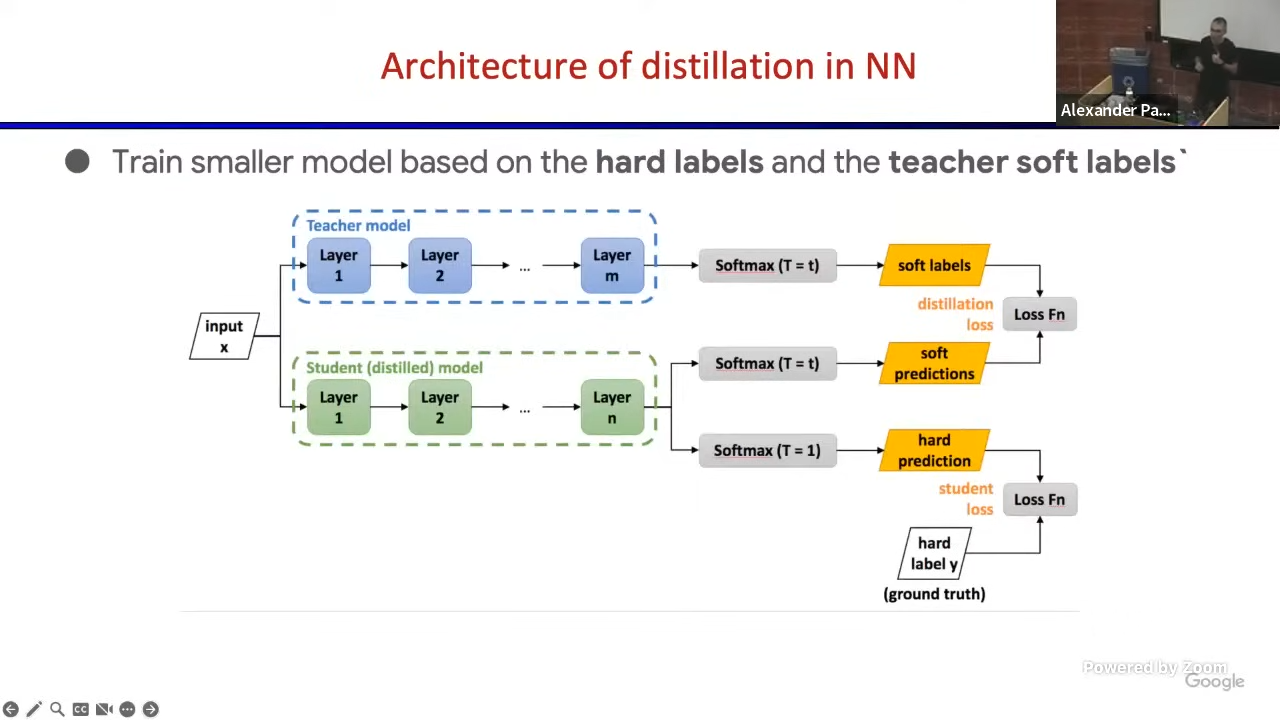 Architecture of distillation in NN
Alexander Pa...
● Train smaller model based on the hard labels and the teacher soft labels`
Teacher model
Layer
1
Layer
2
...
Layer
m
Softmax (T = t)
soft labels
distillation
loss
Loss Fn
input
x
Student (distilled) model
Layer
1
Layer
2
...
Layer
n
Softmax (T = t)
soft
predictions
Softmax (T = 1)
hard
prediction
student
loss
Loss Fn
hard
label y
(ground truth)
Powered by Zoom
Google
CC